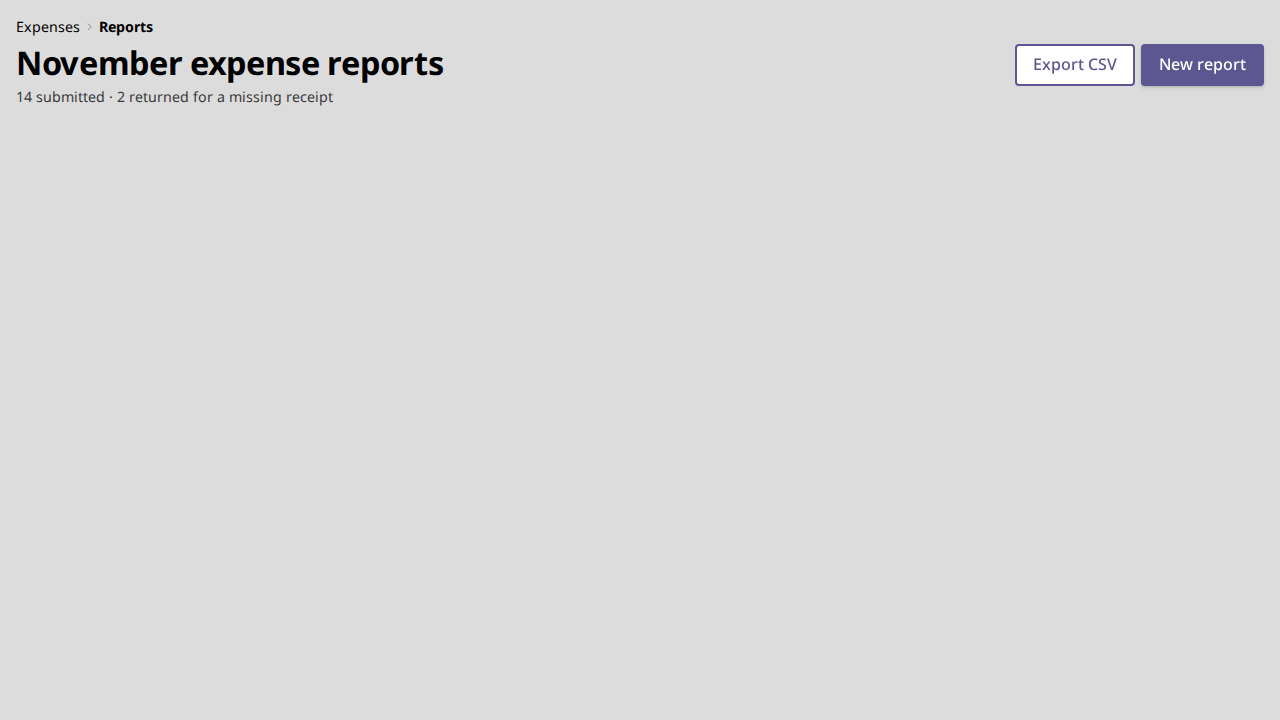 Expenses > Reports
November expense reports
Export CSV
New report
14 submitted · 2 returned for a missing receipt